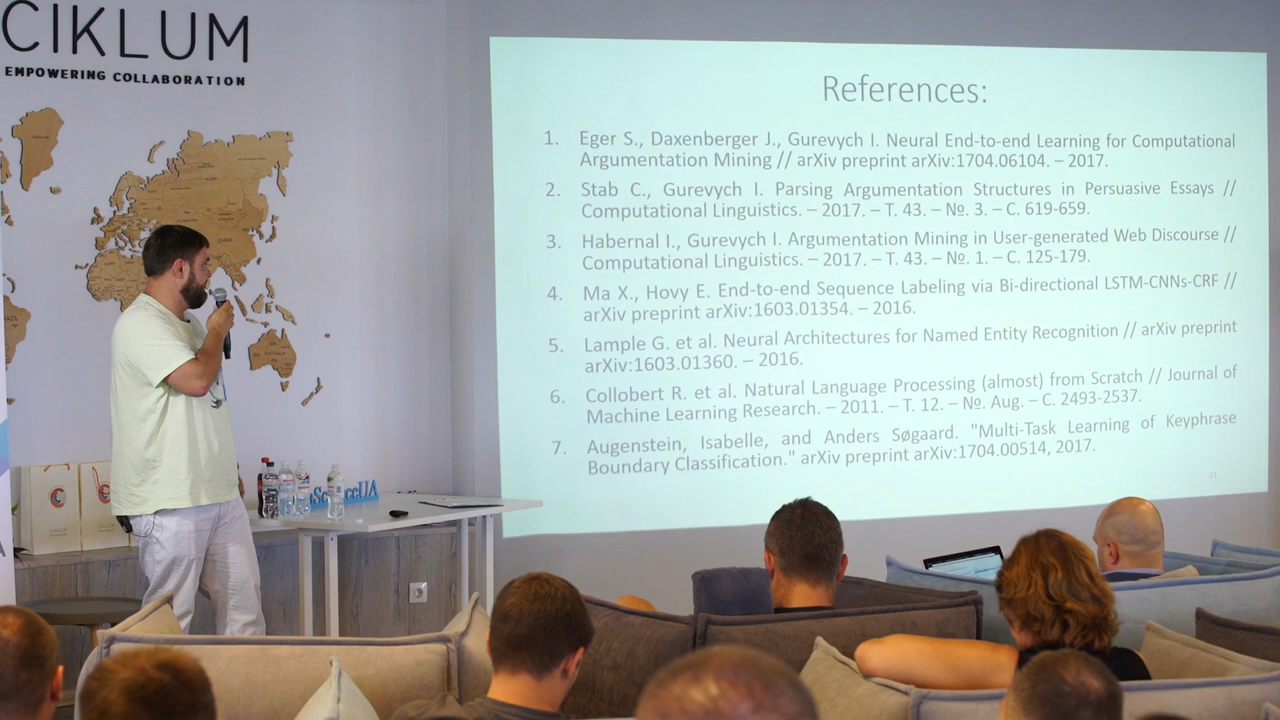 CIKLUM
EMPOWERING COLLABORATION
References:
1. Eger S., Daxenberger J., Gurevych I. Neural End-to-end Learning for Computational
Argumentation Mining // arXiv preprint arXiv:1704.06104. – 2017.
2. Stab C., Gurevych I. Parsing Argumentation Structures in Persuasive Essays //
Computational Linguistics. – 2017. – T. 43. – №. 3. – C. 619-659.
3. Habernal I., Gurevych I. Argumentation Mining in User-generated Web Discourse //
Computational Linguistics. – 2017. – T. 43. – №. 1. – C. 125-179.
4. Ma X., Hovy E. End-to-end Sequence Labeling via Bi-directional LSTM-CNNs-CRF //
arXiv preprint arXiv:1603.01354. – 2016.
5. Lample G. et al. Neural Architectures for Named Entity Recognition // arXiv preprint
arXiv:1603.01360. – 2016.
6. Collobert R. et al. Natural Language Processing (almost) from Scratch // Journal of
Machine Learning Research. – 2011. – T. 12. – №. Aug. – C. 2493-2537.
7. Augenstein, Isabelle, and Anders Søgaard. "Multi-Task Learning of Keyphrase
Boundary Classification." arXiv preprint arXiv:1704.00514, 2017.
CHINA